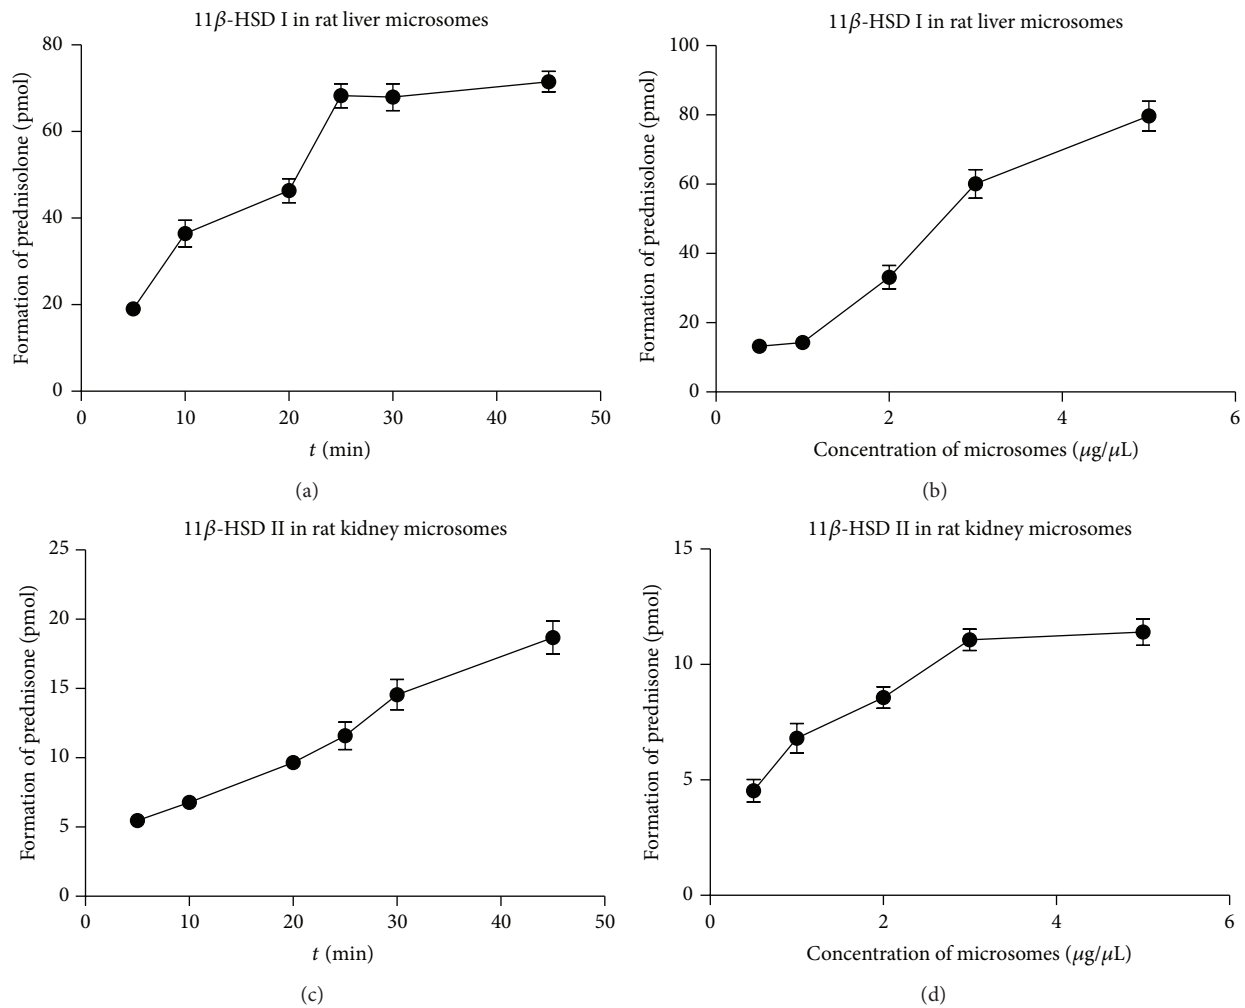 11β-HSD I in rat liver microsomes
Formation of prednisolone (pmol)
80
60
40
20
0
0 10 20 30 40 50
t (min)
(a)
11β-HSD I in rat liver microsomes
Formation of prednisolone (pmol)
100
80
60
40
20
0
0 2 4 6
Concentration of microsomes (μg/μL)
(b)
11β-HSD II in rat kidney microsomes
Formation of prednisone (pmol)
25
20
15
10
5
0
0 10 20 30 40 50
t (min)
(c)
11β-HSD II in rat kidney microsomes
Formation of prednisone (pmol)
15
10
5
0
0 2 4 6
Concentration of microsomes (μg/μL)
(d)